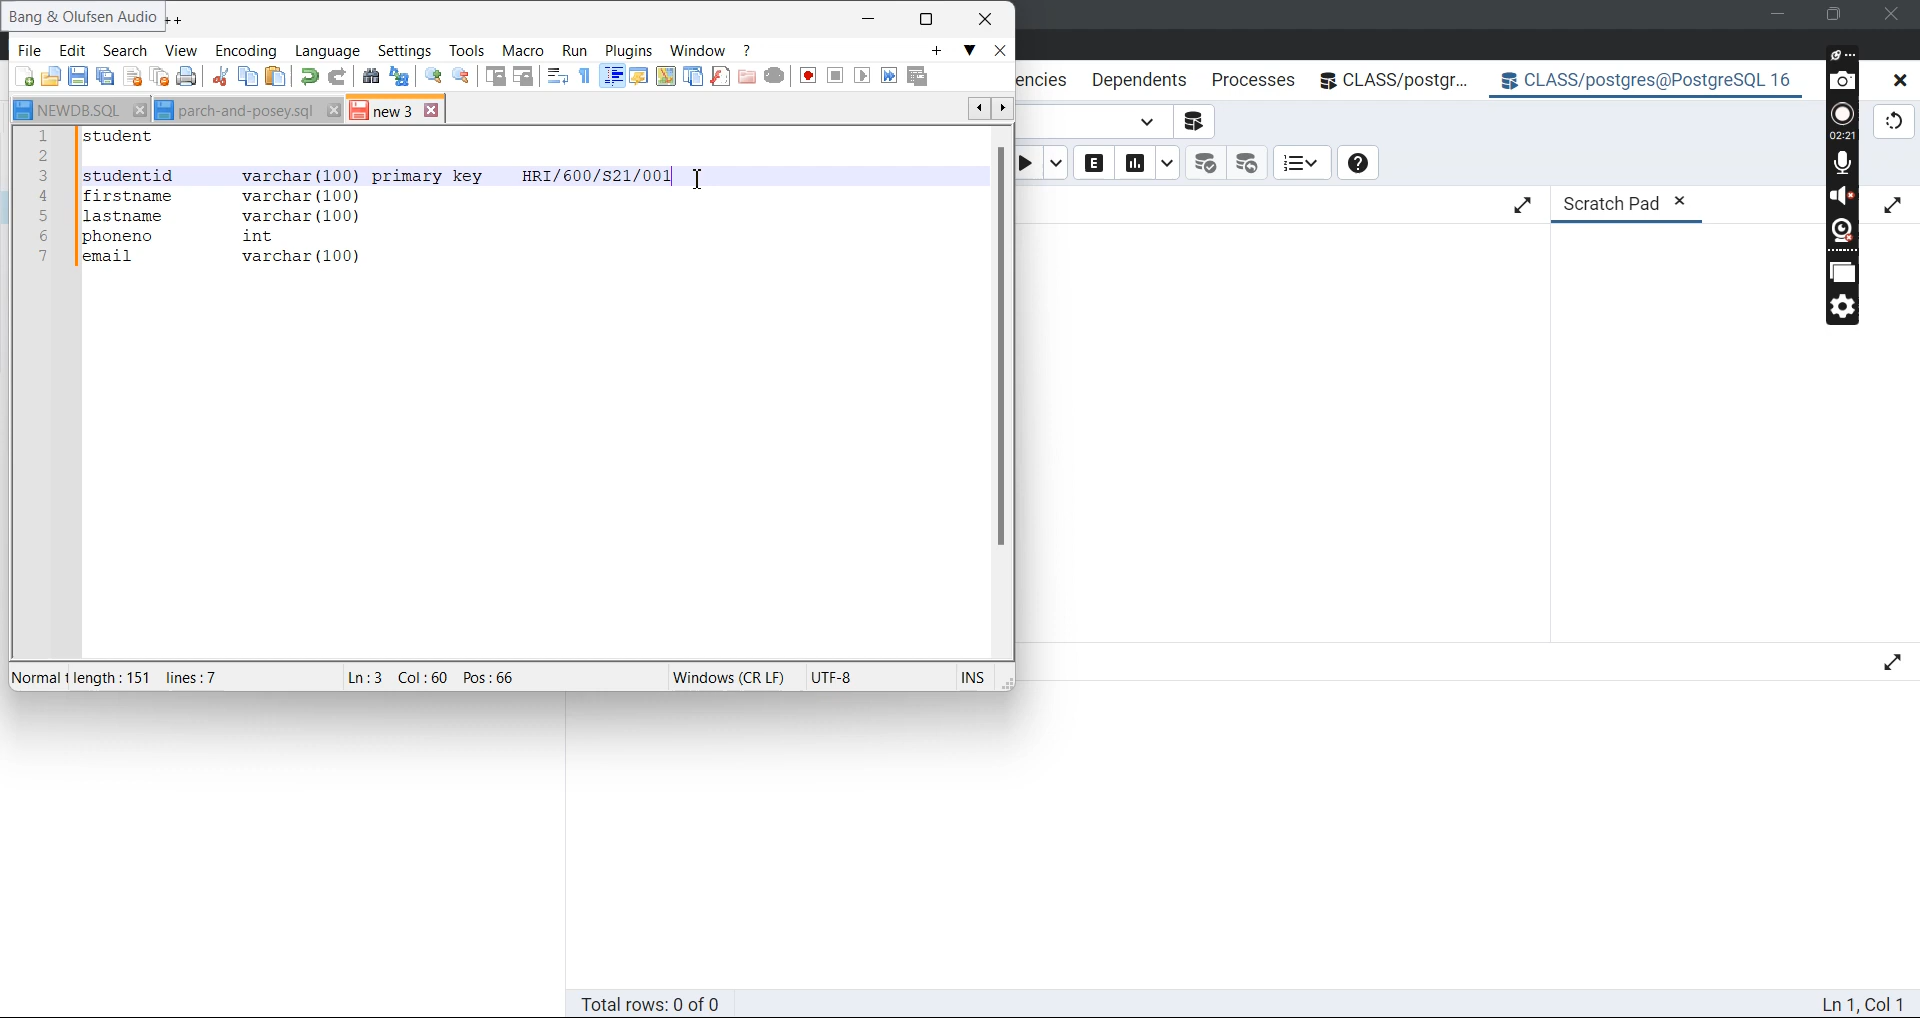 Bang & Olufsen Audio ++
File Edit Search View Encoding Language Settings Tools Macro Run Plugins Window ? + ▼ X
NEWDB.SQL parch-and-posey.sql new 3
1 student
2
3 studentid varchar(100) primary key HRI/600/S21/001
4 firstname varchar(100)
5 lastname varchar(100)
6 phoneno int
7 email varchar(100)
Normal t length : 151 lines : 7 Ln : 3 Col : 60 Pos : 66 Windows (CR LF) UTF-8 INS
encies Dependents Processes CLASS/postgr... CLASS/postgres@PostgreSQL 16
02:21
E
Scratch Pad
Total rows: 0 of 0 Ln 1, Col 1